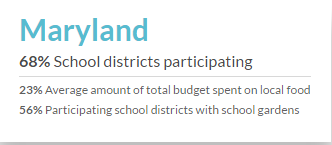 Maryland
68% School districts participating
23% Average amount of total budget spent on local food
56% Participating school districts with school gardens